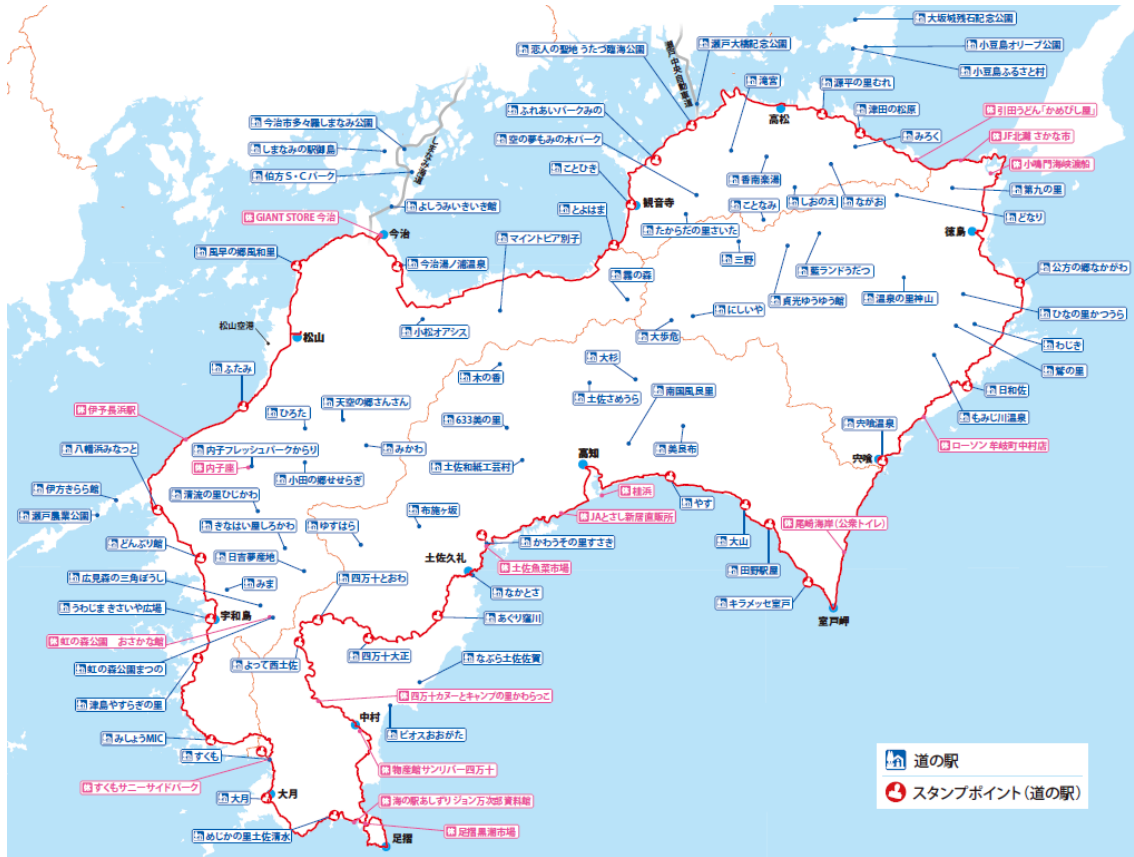 大坂城残石記念公園
恋人の聖地 うたづ臨海公園
瀬戸大橋記念公園
小豆島オリーブ公園
小豆島ふるさと村
瀬戸中央自動車道
滝宮
源平の里むれ
ふれあいパークみの
高松
津田の松原
引田うどん「かめびし屋」
今治市多々羅しまなみ公園
空の夢もみの木パーク
みろく
JF北灘 さかな市
しまなみの駅御島
しまなみ海道
小鳴門海峡渡船
伯方S・Cパーク
ことひき
香南楽湯
第九の里
よしうみいきいき館
観音寺
ことなみ
しおのえ
ながお
どなり
GIANT STORE 今治
とよはま
たからだの里さいた
徳島
今治
マイントピア別子
三野
風早の郷風和里
今治湯ノ浦温泉
霧の森
藍ランドうだつ
公方の郷なかがわ
貞光ゆうゆう館
温泉の里神山
ひなの里かつうら
にしいや
松山空港
松山
小松オアシス
大歩危
わじき
鷲の里
ふたみ
木の香
大杉
土佐さめうら
南国風良里
日和佐
もみじ川温泉
伊予長浜駅
ひろた
天空の郷さんさん
633美の里
宍喰温泉
ローソン 牟岐町中村店
八幡浜みなっと
内子フレッシュパークからり
みかわ
内子座
小田の郷せせらぎ
土佐和紙工芸村
高知
美良布
宍喰
伊方きらら館
清流の里ひじかわ
桂浜
やす
瀬戸農業公園
きなはい屋しろかわ
ゆすはら
布施ヶ坂
JAとさし新居直販所
尾崎海岸（公衆トイレ）
どんぶり館
日吉夢産地
かわうその里すさき
大山
広見森の三角ぼうし
みま
四万十とおわ
土佐久礼
土佐魚菜市場
田野駅屋
うわじま きさいや広場
なかとさ
キラメッセ室戸
宇和島
あぐり窪川
室戸岬
虹の森公園 おさかな館
四万十大正
虹の森公園まつの
よって西土佐
なぶら土佐佐賀
津島やすらぎの里
四万十カヌーとキャンプの里かわらっこ
みしょうMIC
中村
ビオスおおがた
すくも
物産館サンリバー四万十
すくもサニーサイドパーク
大月
大月
海の駅あしずりジョン万次郎資料館
めじかの里土佐清水
足摺黒潮市場
足摺
道の駅
スタンプポイント（道の駅）